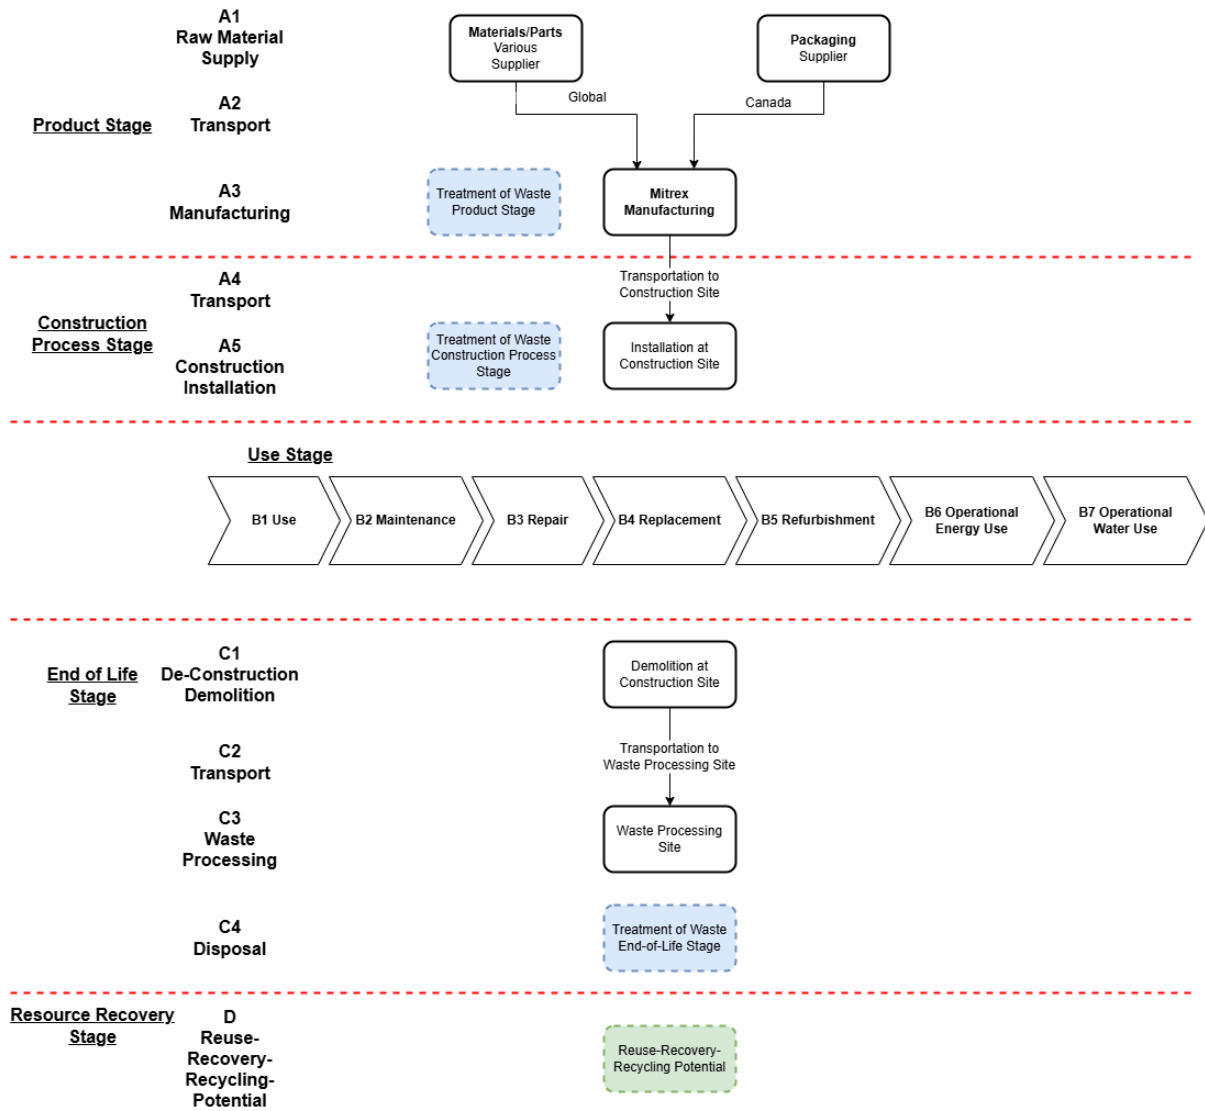 A1
Raw Material
Supply
Materials/Parts
Various
Supplier
Packaging
Supplier
Global
Canada
Product Stage
A2
Transport
A3
Manufacturing
Treatment of Waste
Product Stage
Mitrex
Manufacturing
A4
Transport
Transportation to
Construction Site
Construction
Process Stage
A5
Construction
Installation
Treatment of Waste
Construction Process
Stage
Installation at
Construction Site
Use Stage
B1 Use
B2 Maintenance
B3 Repair
B4 Replacement
B5 Refurbishment
B6 Operational
Energy Use
B7 Operational
Water Use
End of Life
Stage
C1
De-Construction
Demolition
Demolition at
Construction Site
C2
Transport
Transportation to
Waste Processing Site
C3
Waste
Processing
Waste Processing
Site
C4
Disposal
Treatment of Waste
End-of-Life Stage
Resource Recovery
Stage
D
Reuse-
Recovery-
Recycling-
Potential
Reuse-Recovery-
Recycling Potential